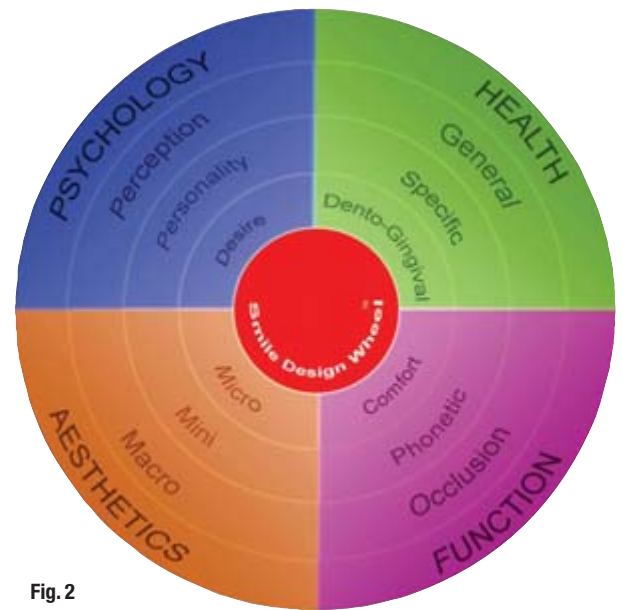 PSYCHOLOGY
Perception
Personality
Desire
HEALTH
General
Specific
Dento-Gingival
Smile Design Wheel
AESTHETICS
Macro
Mini
Micro
FUNCTION
Occlusion
Phonetic
Comfort
Fig. 2